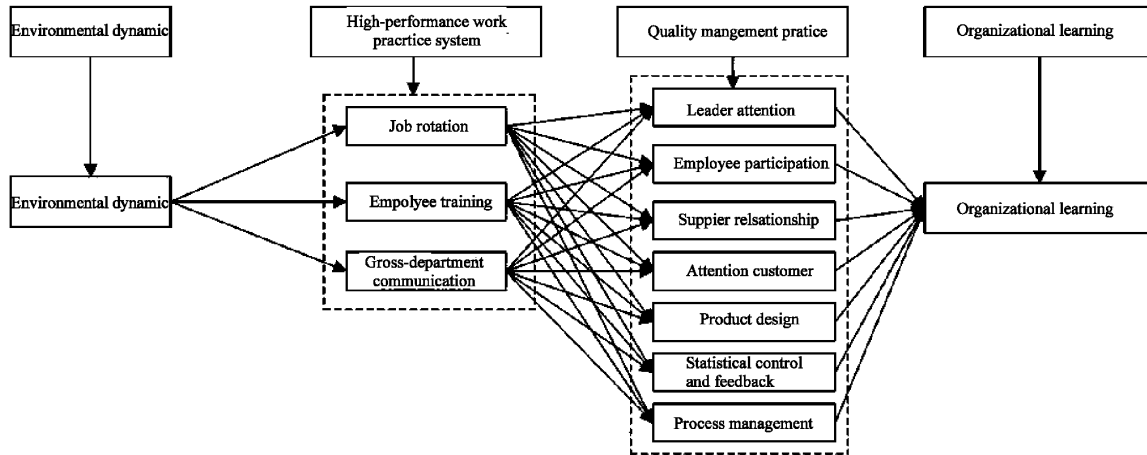 Environmental dynamic
High-performance work
pracrtice system
Quality mangement pratice
Organizational learning
Job rotation
Empolyee training
Gross-department
communication
Leader attention
Employee participation
Suppier relsationship
Attention customer
Product design
Statistical control
and feedback
Process management
Environmental dynamic
Organizational learning